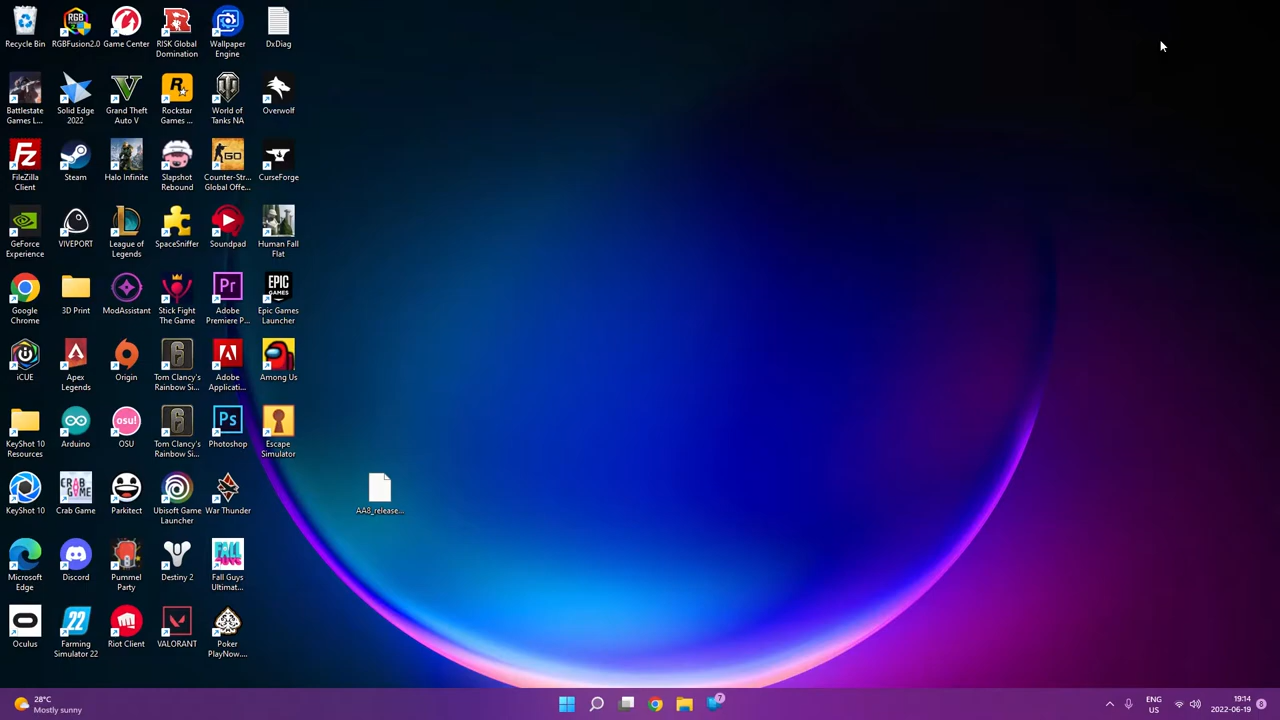 Recycle Bin
RGBFusion2.0
Game Center
RISK Global
Domination
Wallpaper
Engine
DxDiag
Battlestate
Games L...
Solid Edge
2022
Grand Theft
Auto V
Rockstar
Games ...
World of
Tanks NA
Overwolf
FileZilla
Client
Steam
Halo Infinite
Slapshot
Rebound
Counter-Str...
Global Offe...
CurseForge
GeForce
Experience
VIVEPORT
League of
Legends
SpaceSniffer
Soundpad
Human Fall
Flat
Google
Chrome
3D Print
ModAssistant
Stick Fight
The Game
Adobe
Premiere P...
Epic Games
Launcher
iCUE
Apex
Legends
Origin
Tom Clancy's
Rainbow Si...
Adobe
Applicati...
Among Us
KeyShot 10
Resources
Arduino
OSU
Tom Clancy's
Rainbow Si...
Photoshop
Escape
Simulator
KeyShot 10
Crab Game
Parkitect
Ubisoft Game
Launcher
War Thunder
AA8_release...
Microsoft
Edge
Discord
Pummel
Party
Destiny 2
Fall Guys
Ultimat...
Oculus
Farming
Simulator 22
Riot Client
VALORANT
Poker
PlayNow...
28°C
Mostly sunny
7
ENG
US
19:14
2022-06-19
8